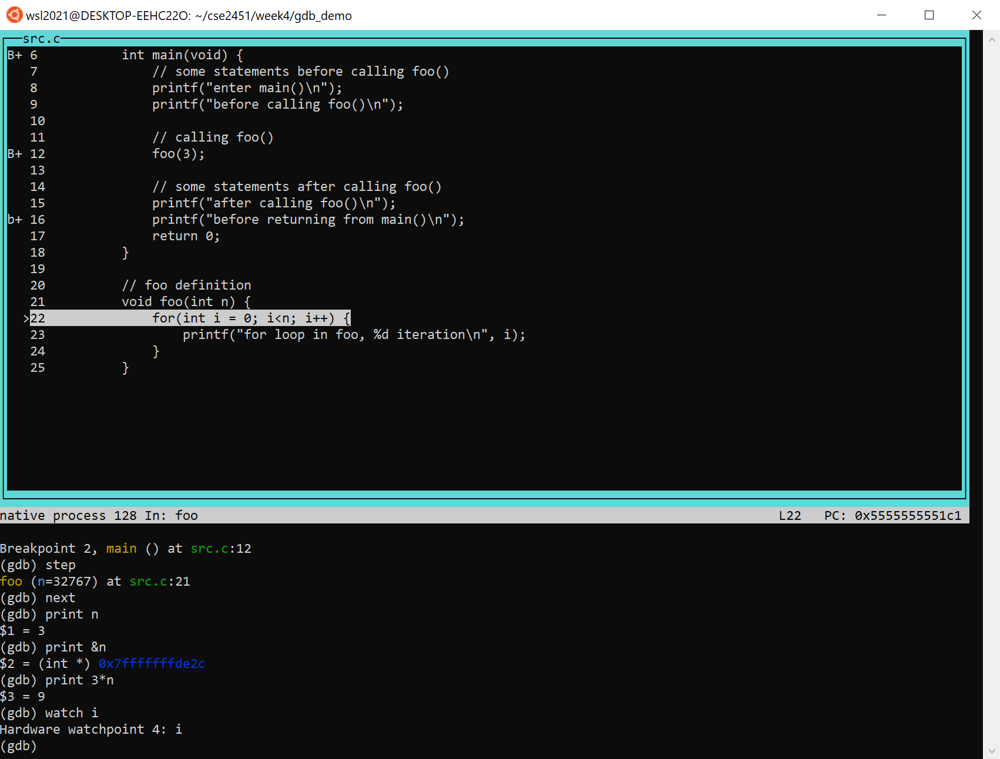 wsl2021@DESKTOP-EEHC22O: ~/cse2451/week4/gdb_demo
src.c
B+ 6          int main(void) {
   7              // some statements before calling foo()
   8              printf("enter main()\n");
   9              printf("before calling foo()\n");
   10
   11             // calling foo()
B+ 12             foo(3);
   13
   14             // some statements after calling foo()
   15             printf("after calling foo()\n");
b+ 16             printf("before returning from main()\n");
   17             return 0;
   18         }
   19
   20         // foo definition
   21         void foo(int n) {
  >22             for(int i = 0; i<n; i++) {
   23                 printf("for loop in foo, %d iteration\n", i);
   24             }
   25         }
native process 128 In: foo                    L22   PC: 0x5555555551c1
Breakpoint 2, main () at src.c:12
(gdb) step
foo (n=32767) at src.c:21
(gdb) next
(gdb) print n
$1 = 3
(gdb) print &n
$2 = (int *) 0x7fffffffde2c
(gdb) print 3*n
$3 = 9
(gdb) watch i
Hardware watchpoint 4: i
(gdb)